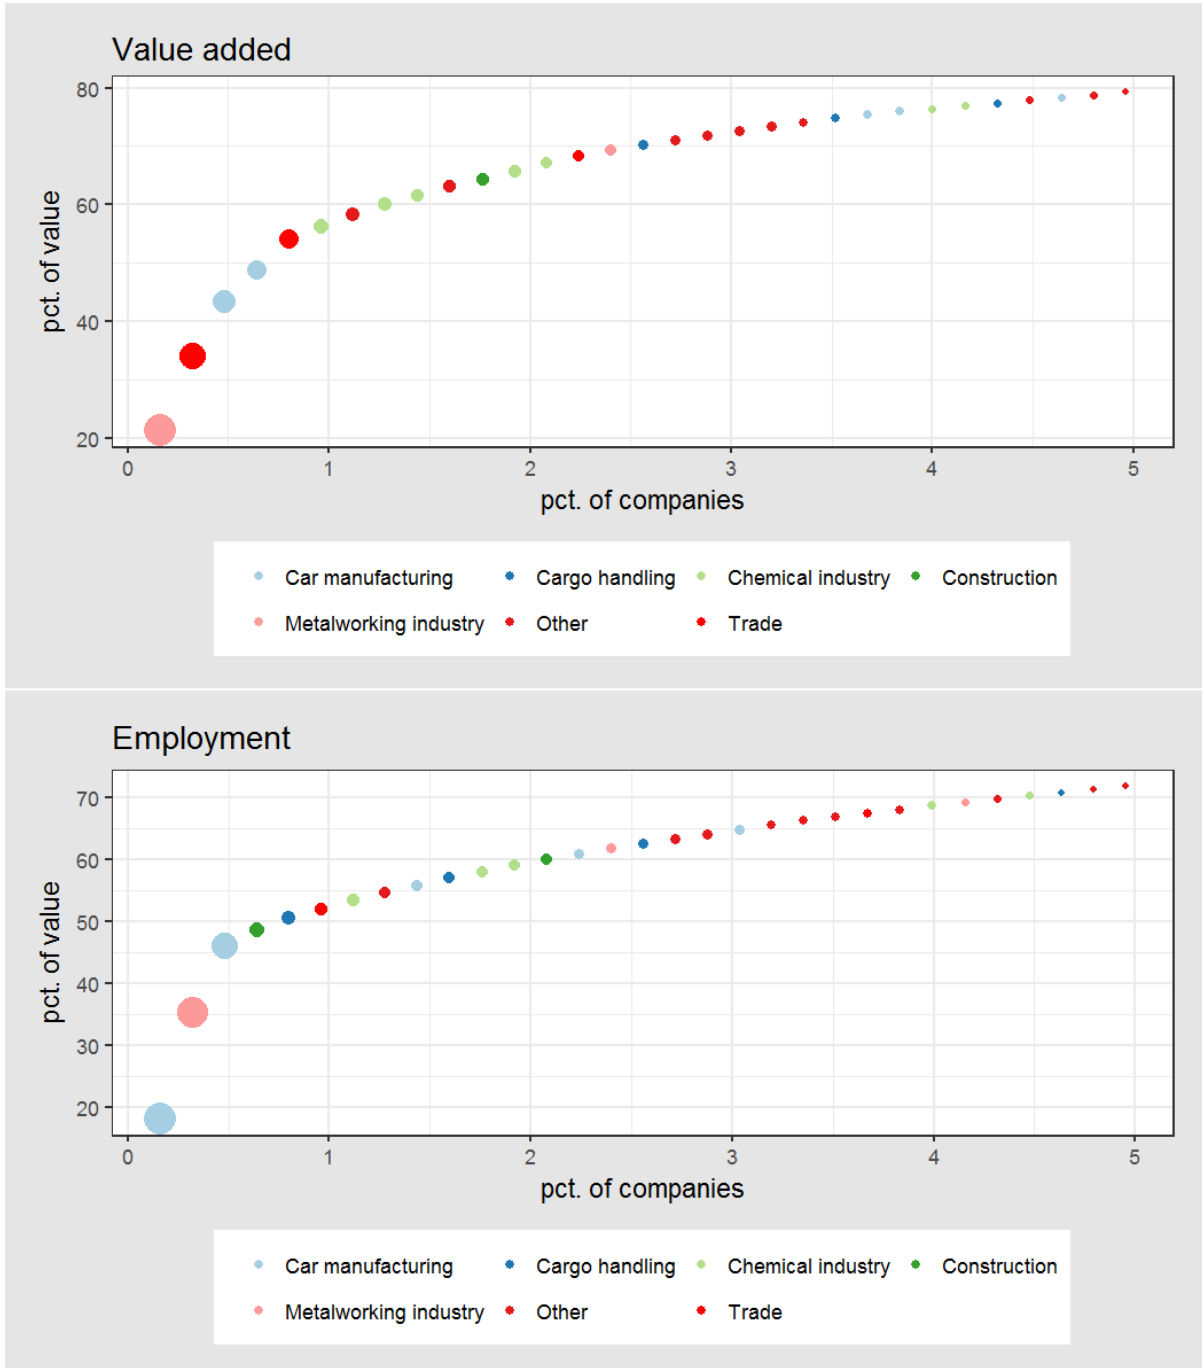 Value added
80
60
40
20
pct. of value
0 1 2 3 4 5
pct. of companies
Car manufacturing Cargo handling Chemical industry Construction
Metalworking industry Other Trade
Employment
70
60
50
40
30
20
pct. of value
0 1 2 3 4 5
pct. of companies
Car manufacturing Cargo handling Chemical industry Construction
Metalworking industry Other Trade